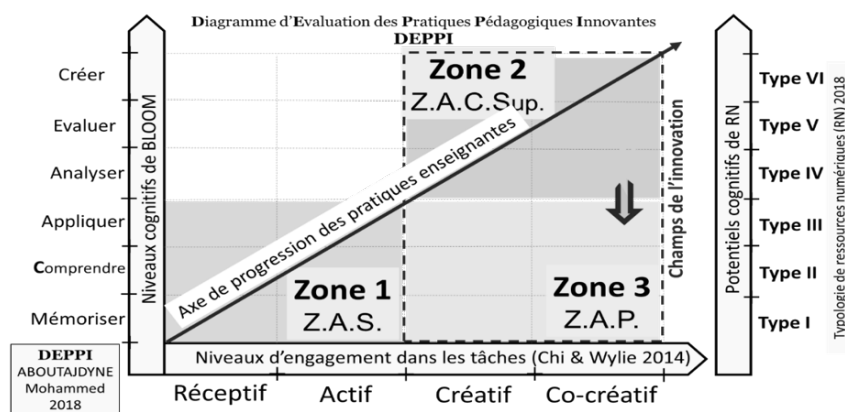 Diagramme d'Evaluation des Pratiques Pédagogiques Innovantes
DEPPI
Créer
Evaluer
Analyser
Appliquer
Comprendre
Mémoriser
Niveaux cognitifs de BLOOM
Zone 2
Z.A.C.Sup.
Axe de progression des pratiques enseignantes
Zone 1
Z.A.S.
Zone 3
Z.A.P.
Champs de l'innovation
Potentiels cognitifs de RN
Type VI
Type V
Type IV
Type III
Type II
Type I
Typologie de ressources numériques (RN) 2018
Niveaux d'engagement dans les tâches (Chi & Wylie 2014)
Réceptif
Actif
Créatif
Co-créatif
DEPPI
ABOUTAJDYNE
Mohammed
2018